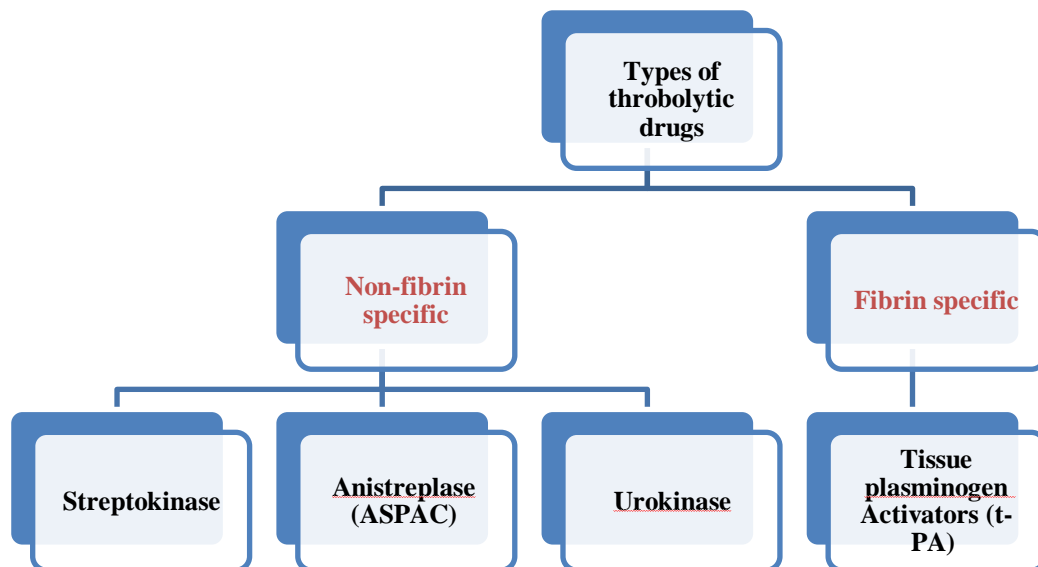 Types of
throbolytic
drugs
Non-fibrin
specific
Fibrin specific
Streptokinase
Anistreplase
(ASPAC)
Urokinase
Tissue
plasminogen
Activators (t-
PA)